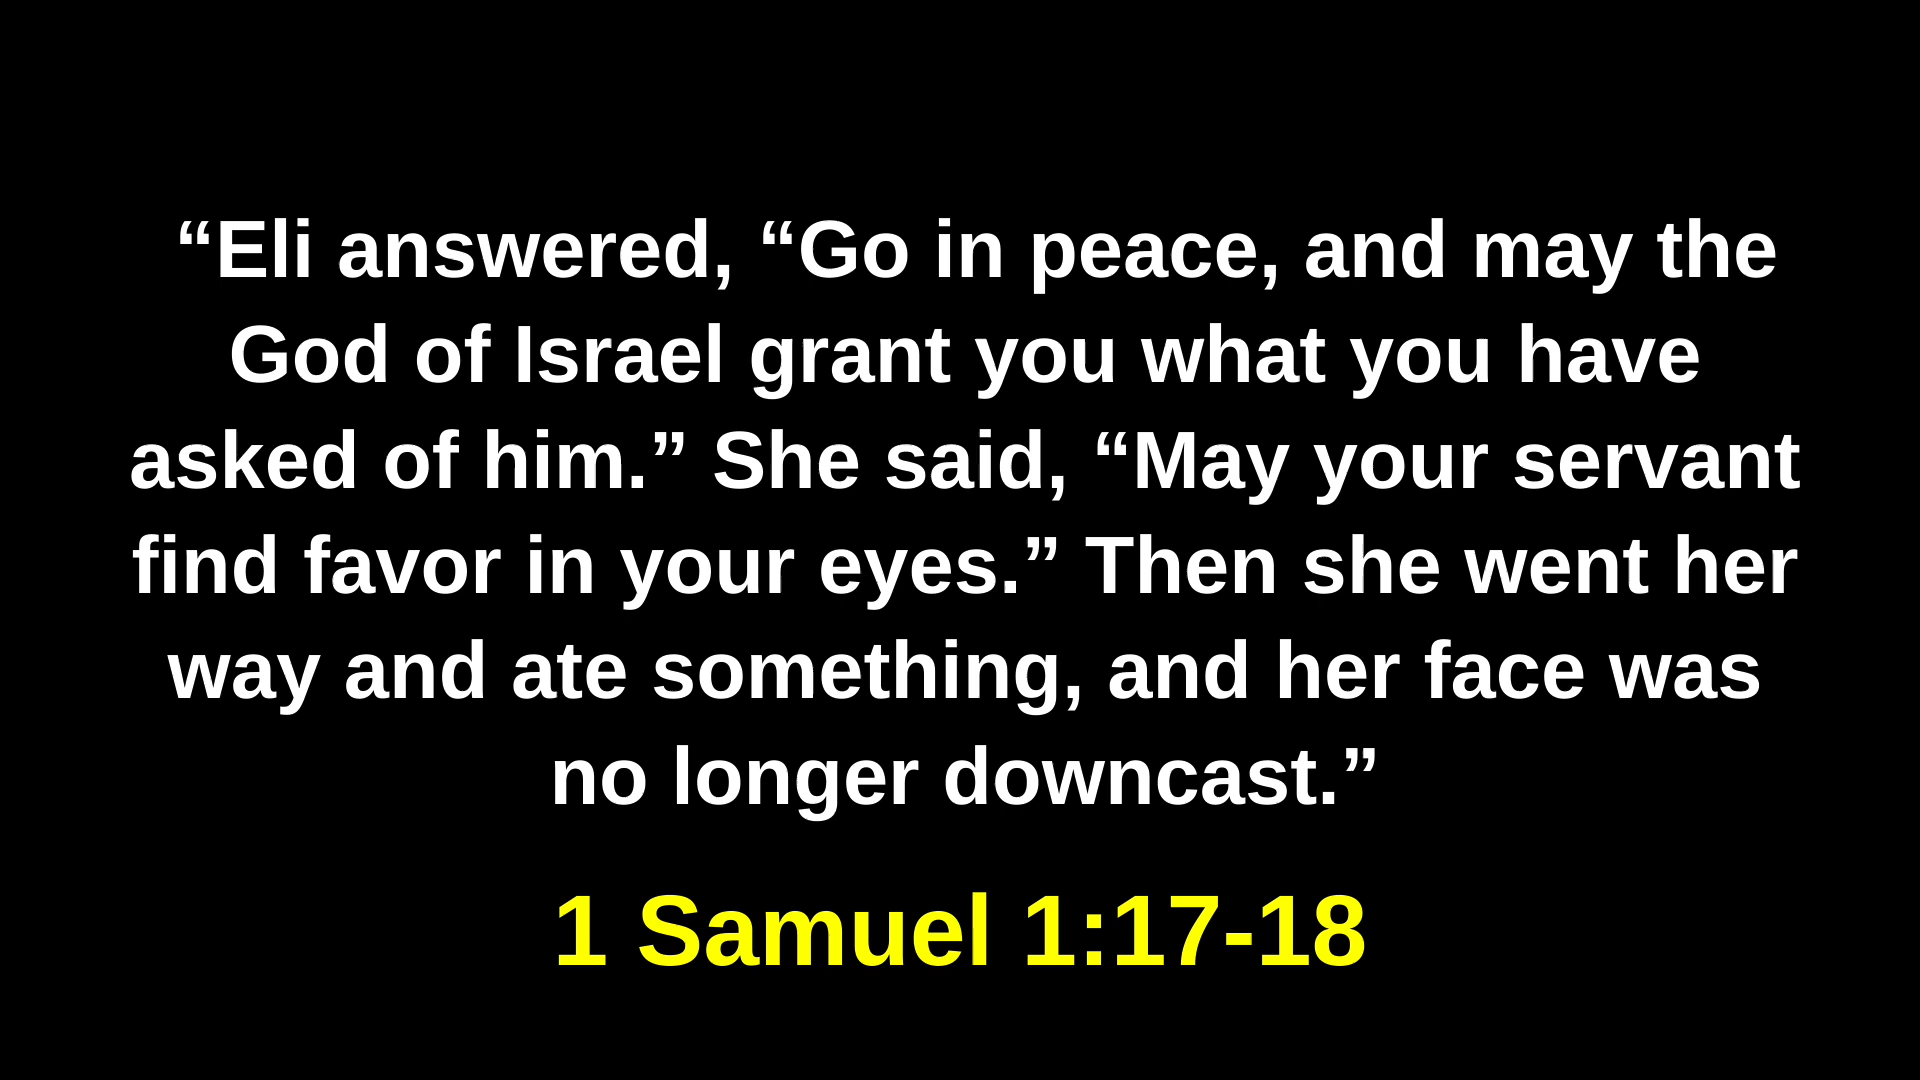 “Eli answered, “Go in peace, and may the
God of Israel grant you what you have
asked of him.” She said, “May your servant
find favor in your eyes.” Then she went her
way and ate something, and her face was
no longer downcast.”
1 Samuel 1:17-18